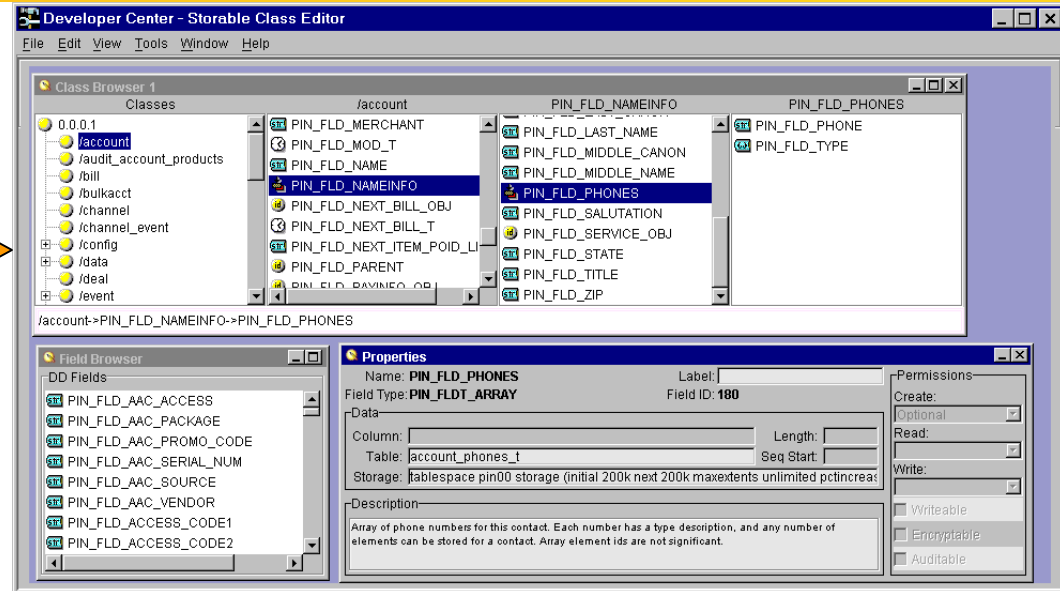 Developer Center - Storable Class Editor
File Edit View Tools Window Help
Class Browser 1
Classes /account PIN_FLD_NAMEINFO PIN_FLD_PHONES
0.0.0.1
/account
/audit_account_products
/bill
/bulkacct
/channel
/channel_event
/config
/data
/deal
/event
PIN_FLD_MERCHANT
PIN_FLD_MOD_T
PIN_FLD_NAME
PIN_FLD_NAMEINFO
PIN_FLD_NEXT_BILL_OBJ
PIN_FLD_NEXT_BILL_T
PIN_FLD_NEXT_ITEM_POID_LI
PIN_FLD_PARENT
PIN_FLD_PAYINFO_OBJ
PIN_FLD_LAST_CANON
PIN_FLD_LAST_NAME
PIN_FLD_MIDDLE_CANON
PIN_FLD_MIDDLE_NAME
PIN_FLD_PHONES
PIN_FLD_SALUTATION
PIN_FLD_SERVICE_OBJ
PIN_FLD_STATE
PIN_FLD_TITLE
PIN_FLD_ZIP
PIN_FLD_PHONE
PIN_FLD_TYPE
/account->PIN_FLD_NAMEINFO->PIN_FLD_PHONES
Field Browser
DD Fields
PIN_FLD_AAC_ACCESS
PIN_FLD_AAC_PACKAGE
PIN_FLD_AAC_PROMO_CODE
PIN_FLD_AAC_SERIAL_NUM
PIN_FLD_AAC_SOURCE
PIN_FLD_AAC_VENDOR
PIN_FLD_ACCESS_CODE1
PIN_FLD_ACCESS_CODE2
Properties
Name: PIN_FLD_PHONES Label:
Field Type: PIN_FLDT_ARRAY Field ID: 180
Data
Column: Length:
Table: account_phones_t Seq Start:
Storage: tablespace pin00 storage (initial 200k next 200k maxextents unlimited pctincreas
Description
Array of phone numbers for this contact. Each number has a type description, and any number of
elements can be stored for a contact. Array element ids are not significant.
Permissions
Create:
Optional
Read:
Write:
Writeable
Encryptable
Auditable